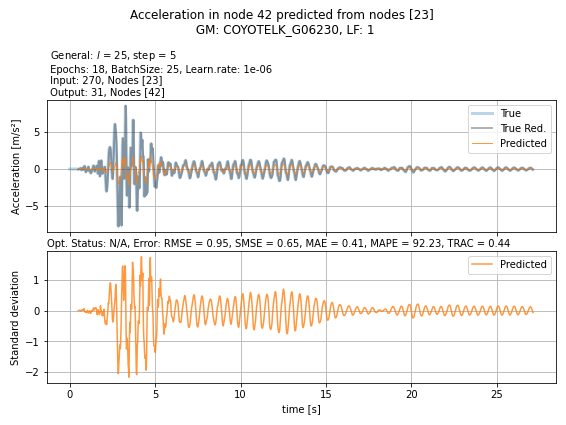 Acceleration in node 42 predicted from nodes [23]
GM: COYOTELK_G06230, LF: 1
General: l = 25, step = 5
Epochs: 18, BatchSize: 25, Learn.rate: 1e-06
Input: 270, Nodes [23]
Output: 31, Nodes [42]
Acceleration [m/s²]
5
0
−5
True
True Red.
Predicted
Opt. Status: N/A, Error: RMSE = 0.95, SMSE = 0.65, MAE = 0.41, MAPE = 92.23, TRAC = 0.44
Standard deviation
1
0
−1
−2
Predicted
0 5 10 15 20 25
time [s]